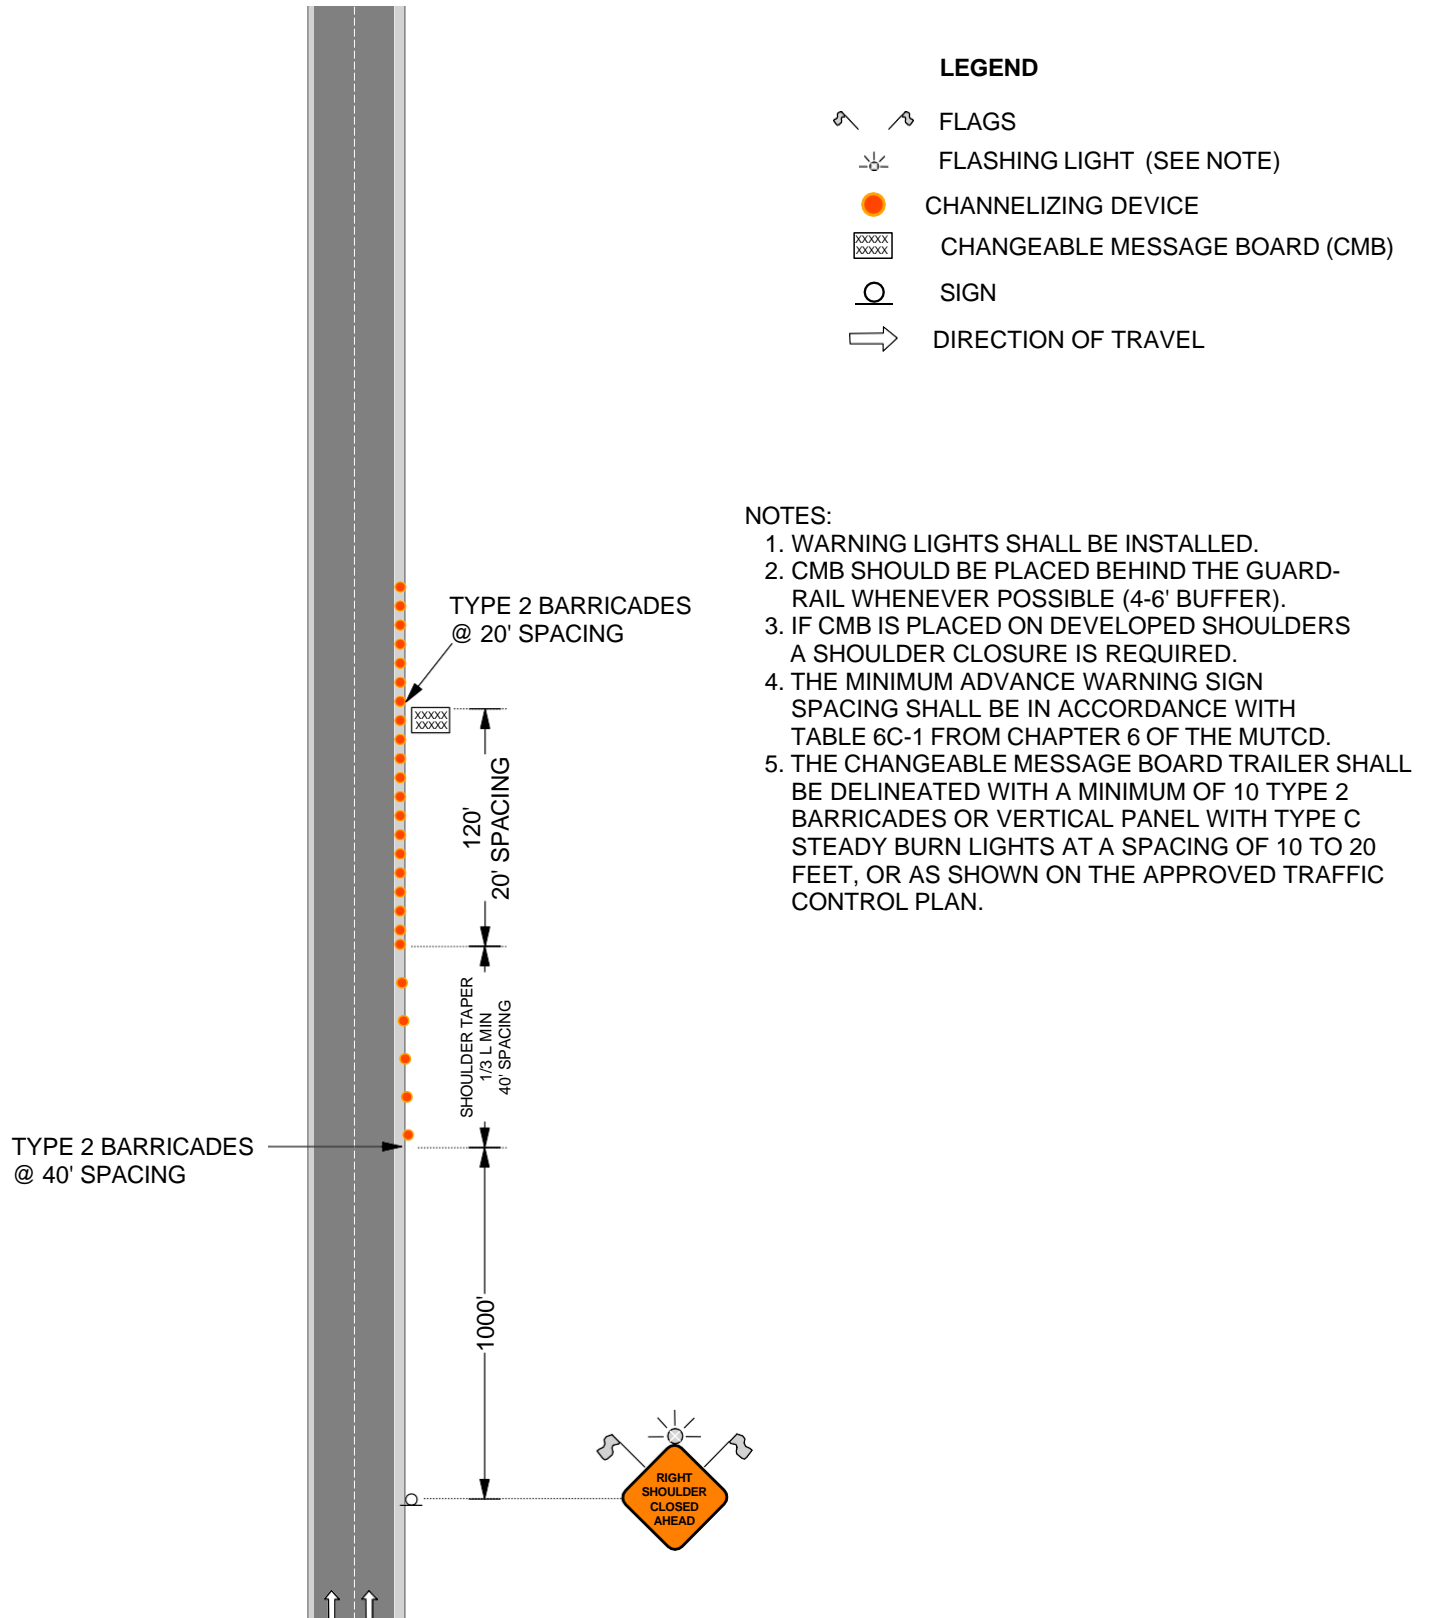 LEGEND
FLAGS
FLASHING LIGHT (SEE NOTE)
CHANNELIZING DEVICE
XXXXX
XXXXX
CHANGEABLE MESSAGE BOARD (CMB)
SIGN
DIRECTION OF TRAVEL
NOTES:
1. WARNING LIGHTS SHALL BE INSTALLED.
2. CMB SHOULD BE PLACED BEHIND THE GUARD-
RAIL WHENEVER POSSIBLE (4-6' BUFFER).
3. IF CMB IS PLACED ON DEVELOPED SHOULDERS
A SHOULDER CLOSURE IS REQUIRED.
4. THE MINIMUM ADVANCE WARNING SIGN
SPACING SHALL BE IN ACCORDANCE WITH
TABLE 6C-1 FROM CHAPTER 6 OF THE MUTCD.
5. THE CHANGEABLE MESSAGE BOARD TRAILER SHALL
BE DELINEATED WITH A MINIMUM OF 10 TYPE 2
BARRICADES OR VERTICAL PANEL WITH TYPE C
STEADY BURN LIGHTS AT A SPACING OF 10 TO 20
FEET, OR AS SHOWN ON THE APPROVED TRAFFIC
CONTROL PLAN.
TYPE 2 BARRICADES
@ 20' SPACING
XXXXX
XXXXX
120'
20' SPACING
SHOULDER TAPER
1/3 L MIN
40' SPACING
TYPE 2 BARRICADES
@ 40' SPACING
1000'
RIGHT
SHOULDER
CLOSED
AHEAD